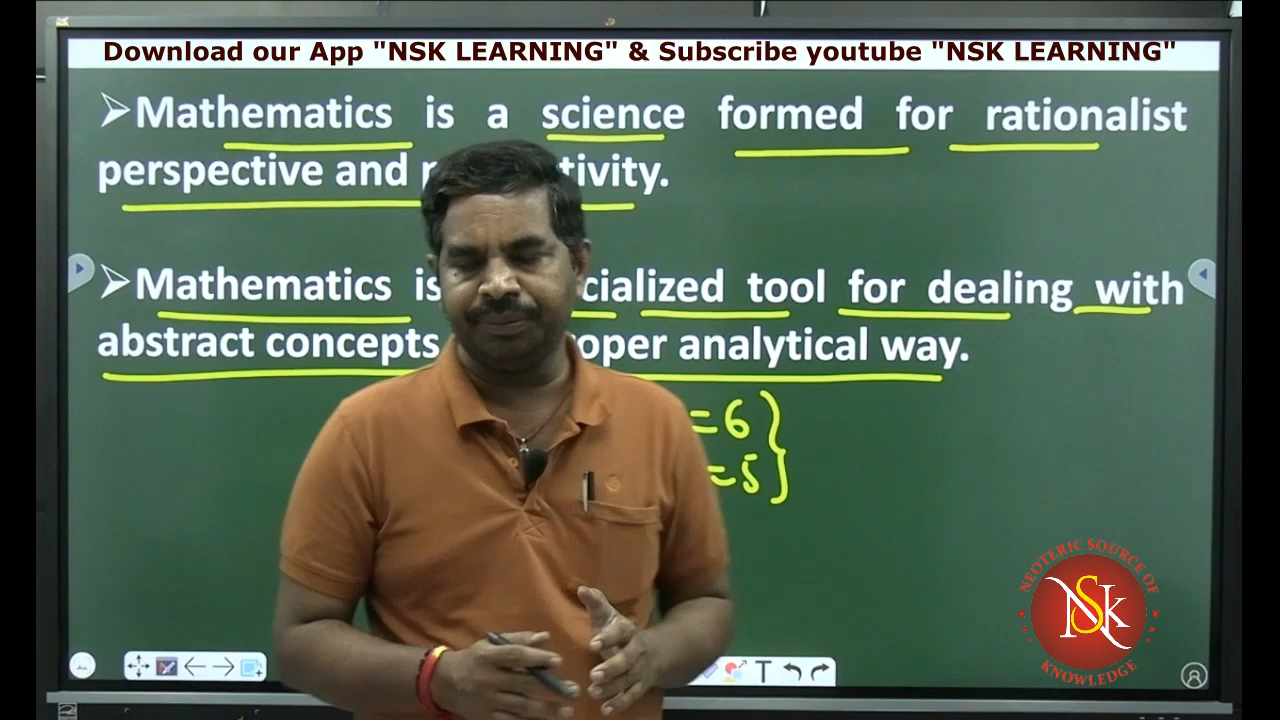 Download our App "NSK LEARNING" & Subscribe youtube "NSK LEARNING"
➢Mathematics is a science formed for rationalist
perspective and tivity.
➢Mathematics is cialized tool for dealing with
abstract concepts oper analytical way.
=6 }
=5
NEOTERIC SOURCE OF
NSK
KNOWLEDGE
T